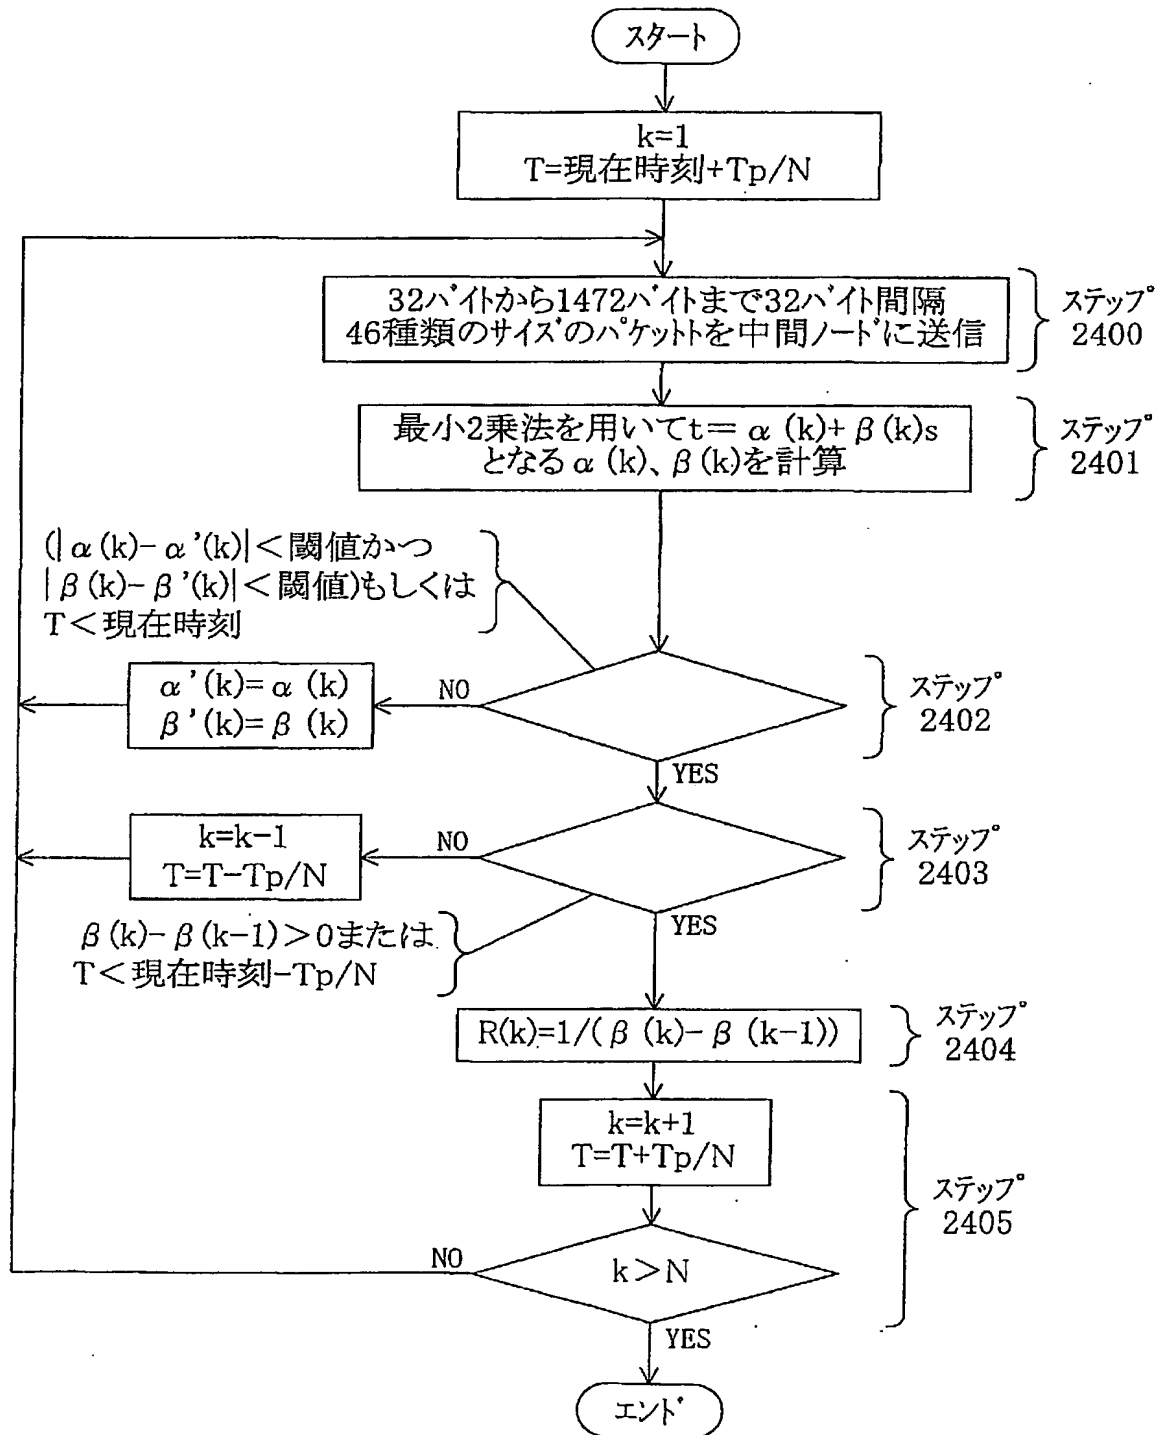 スタート
k=1
T=現在時刻+Tp/N
32バイトから1472バイトまで32バイト間隔
46種類のサイズのパケットトを中間ノードに送信
ステップ
2400
最小2乗法を用いてt=α(k)+β(k)s
となるα(k)、β(k)を計算
ステップ
2401
(|α(k)-α'(k)|<閾値かつ
|β(k)-β'(k)|<閾値)もしくは
T<現在時刻
α'(k)=α(k)
β'(k)=β(k)
NO
ステップ
2402
YES
k=k-1
T=T-Tp/N
NO
ステップ
2403
β(k)-β(k-1)>0または
T<現在時刻-Tp/N
YES
R(k)=1/(β(k)-β(k-1))
ステップ
2404
k=k+1
T=T+Tp/N
ステップ
2405
NO
k>N
YES
エンド